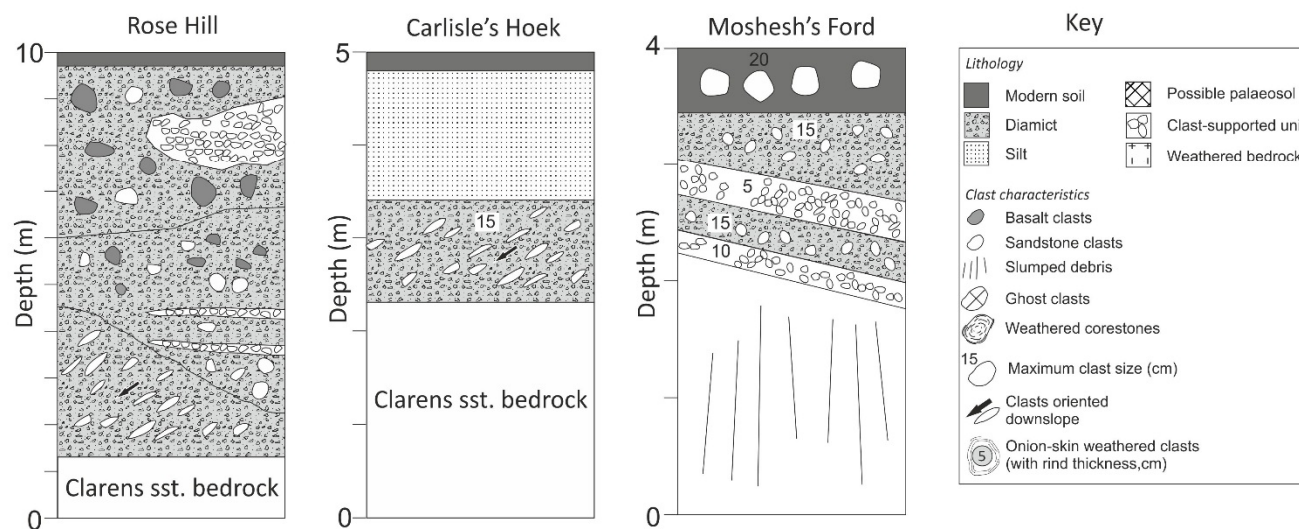 Rose Hill
10
Depth (m)
0
Clarens sst. bedrock
Carlisle's Hoek
5
Depth (m)
0
15
Clarens sst. bedrock
Moshesh's Ford
4
Depth (m)
0
20
15
5
15
10
Key
Lithology
Modern soil
Diamict
Silt
Possible palaeosol
Clast-supported uni
Weathered bedrock
Clast characteristics
Basalt clasts
Sandstone clasts
Slumped debris
Ghost clasts
Weathered corestones
15
Maximum clast size (cm)
Clasts oriented
downslope
5
Onion-skin weathered clasts
(with rind thickness,cm)